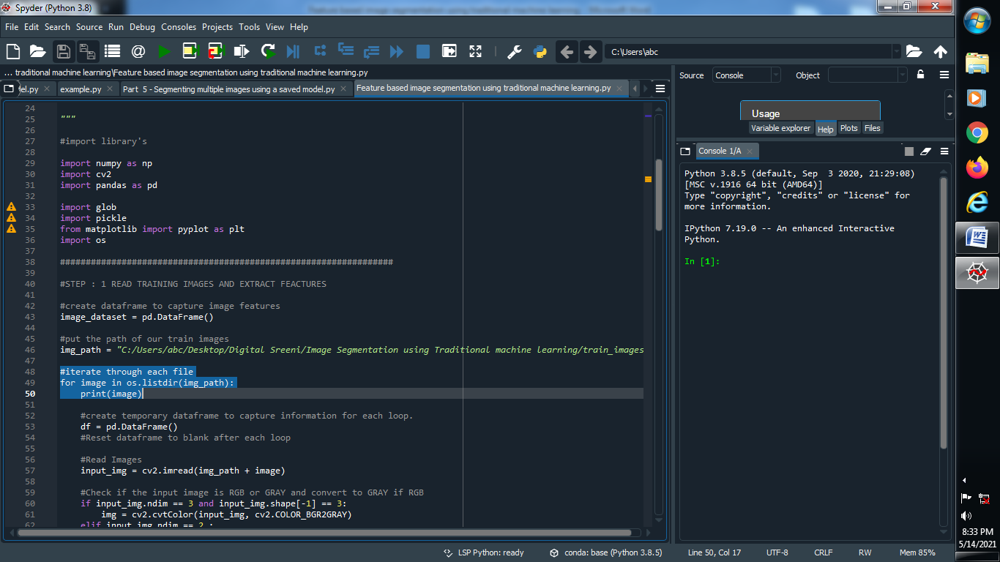 Spyder (Python 3.8)
File Edit Search Source Run Debug Consoles Projects Tools View Help
C:\Users\abc
... traditional machine learning\Feature based image segmentation using traditional machine learning.py
example.py
Part 5 - Segmenting multiple images using a saved model.py
Feature based image segmentation using traditional machine learning.py
24
25 """
26
27 #import library's
28
29 import numpy as np
30 import cv2
31 import pandas as pd
32
33 import glob
34 import pickle
35 from matplotlib import pyplot as plt
36 import os
37
38 #################################################################
39
40 #STEP : 1 READ TRAINING IMAGES AND EXTRACT FEACTURES
41
42 #create dataframe to capture image features
43 image_dataset = pd.DataFrame()
44
45 #put the path of our train images
46 img_path = "C:/Users/abc/Desktop/Digital Sreeni/Image Segmentation using Traditional machine learning/train_images
47
48 #iterate through each file
49 for image in os.listdir(img_path):
50 print(image)
51
52 #create temporary dataframe to capture information for each loop.
53 df = pd.DataFrame()
54 #Reset dataframe to blank after each loop
55
56 #Read Images
57 input_img = cv2.imread(img_path + image)
58
59 #Check if the input image is RGB or GRAY and convert to GRAY if RGB
60 if input_img.ndim == 3 and input_img.shape[-1] == 3:
61 img = cv2.cvtColor(input_img, cv2.COLOR_BGR2GRAY)
62 elif input_img.ndim == 2 :
Source Console Object
Usage
Variable explorer Help Plots Files
Console 1/A
Python 3.8.5 (default, Sep 3 2020, 21:29:08)
[MSC v.1916 64 bit (AMD64)]
Type "copyright", "credits" or "license" for
more information.
IPython 7.19.0 -- An enhanced Interactive
Python.
In [1]:
LSP Python: ready conda: base (Python 3.8.5) Line 50, Col 17 UTF-8 CRLF RW Mem 85%
8:33 PM
5/14/2021